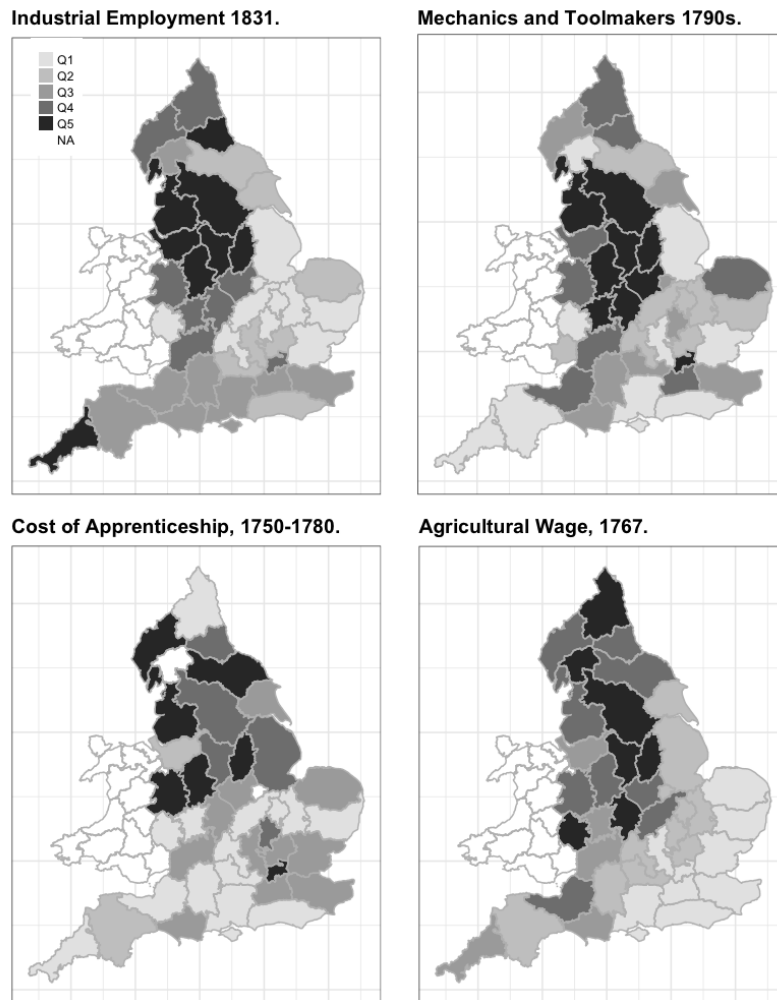 Industrial Employment 1831.
Mechanics and Toolmakers 1790s.
Q1
Q2
Q3
Q4
Q5
NA
Cost of Apprenticeship, 1750-1780.
Agricultural Wage, 1767.